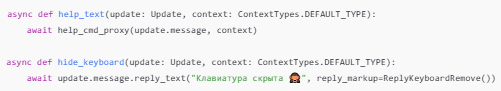 async def help_text(update: Update, context: ContextTypes.DEFAULT_TYPE):
    await help_cmd_proxy(update.message, context)

async def hide_keyboard(update: Update, context: ContextTypes.DEFAULT_TYPE):
    await update.message.reply_text("Клавиатура скрыта 🙈", reply_markup=ReplyKeyboardRemove())